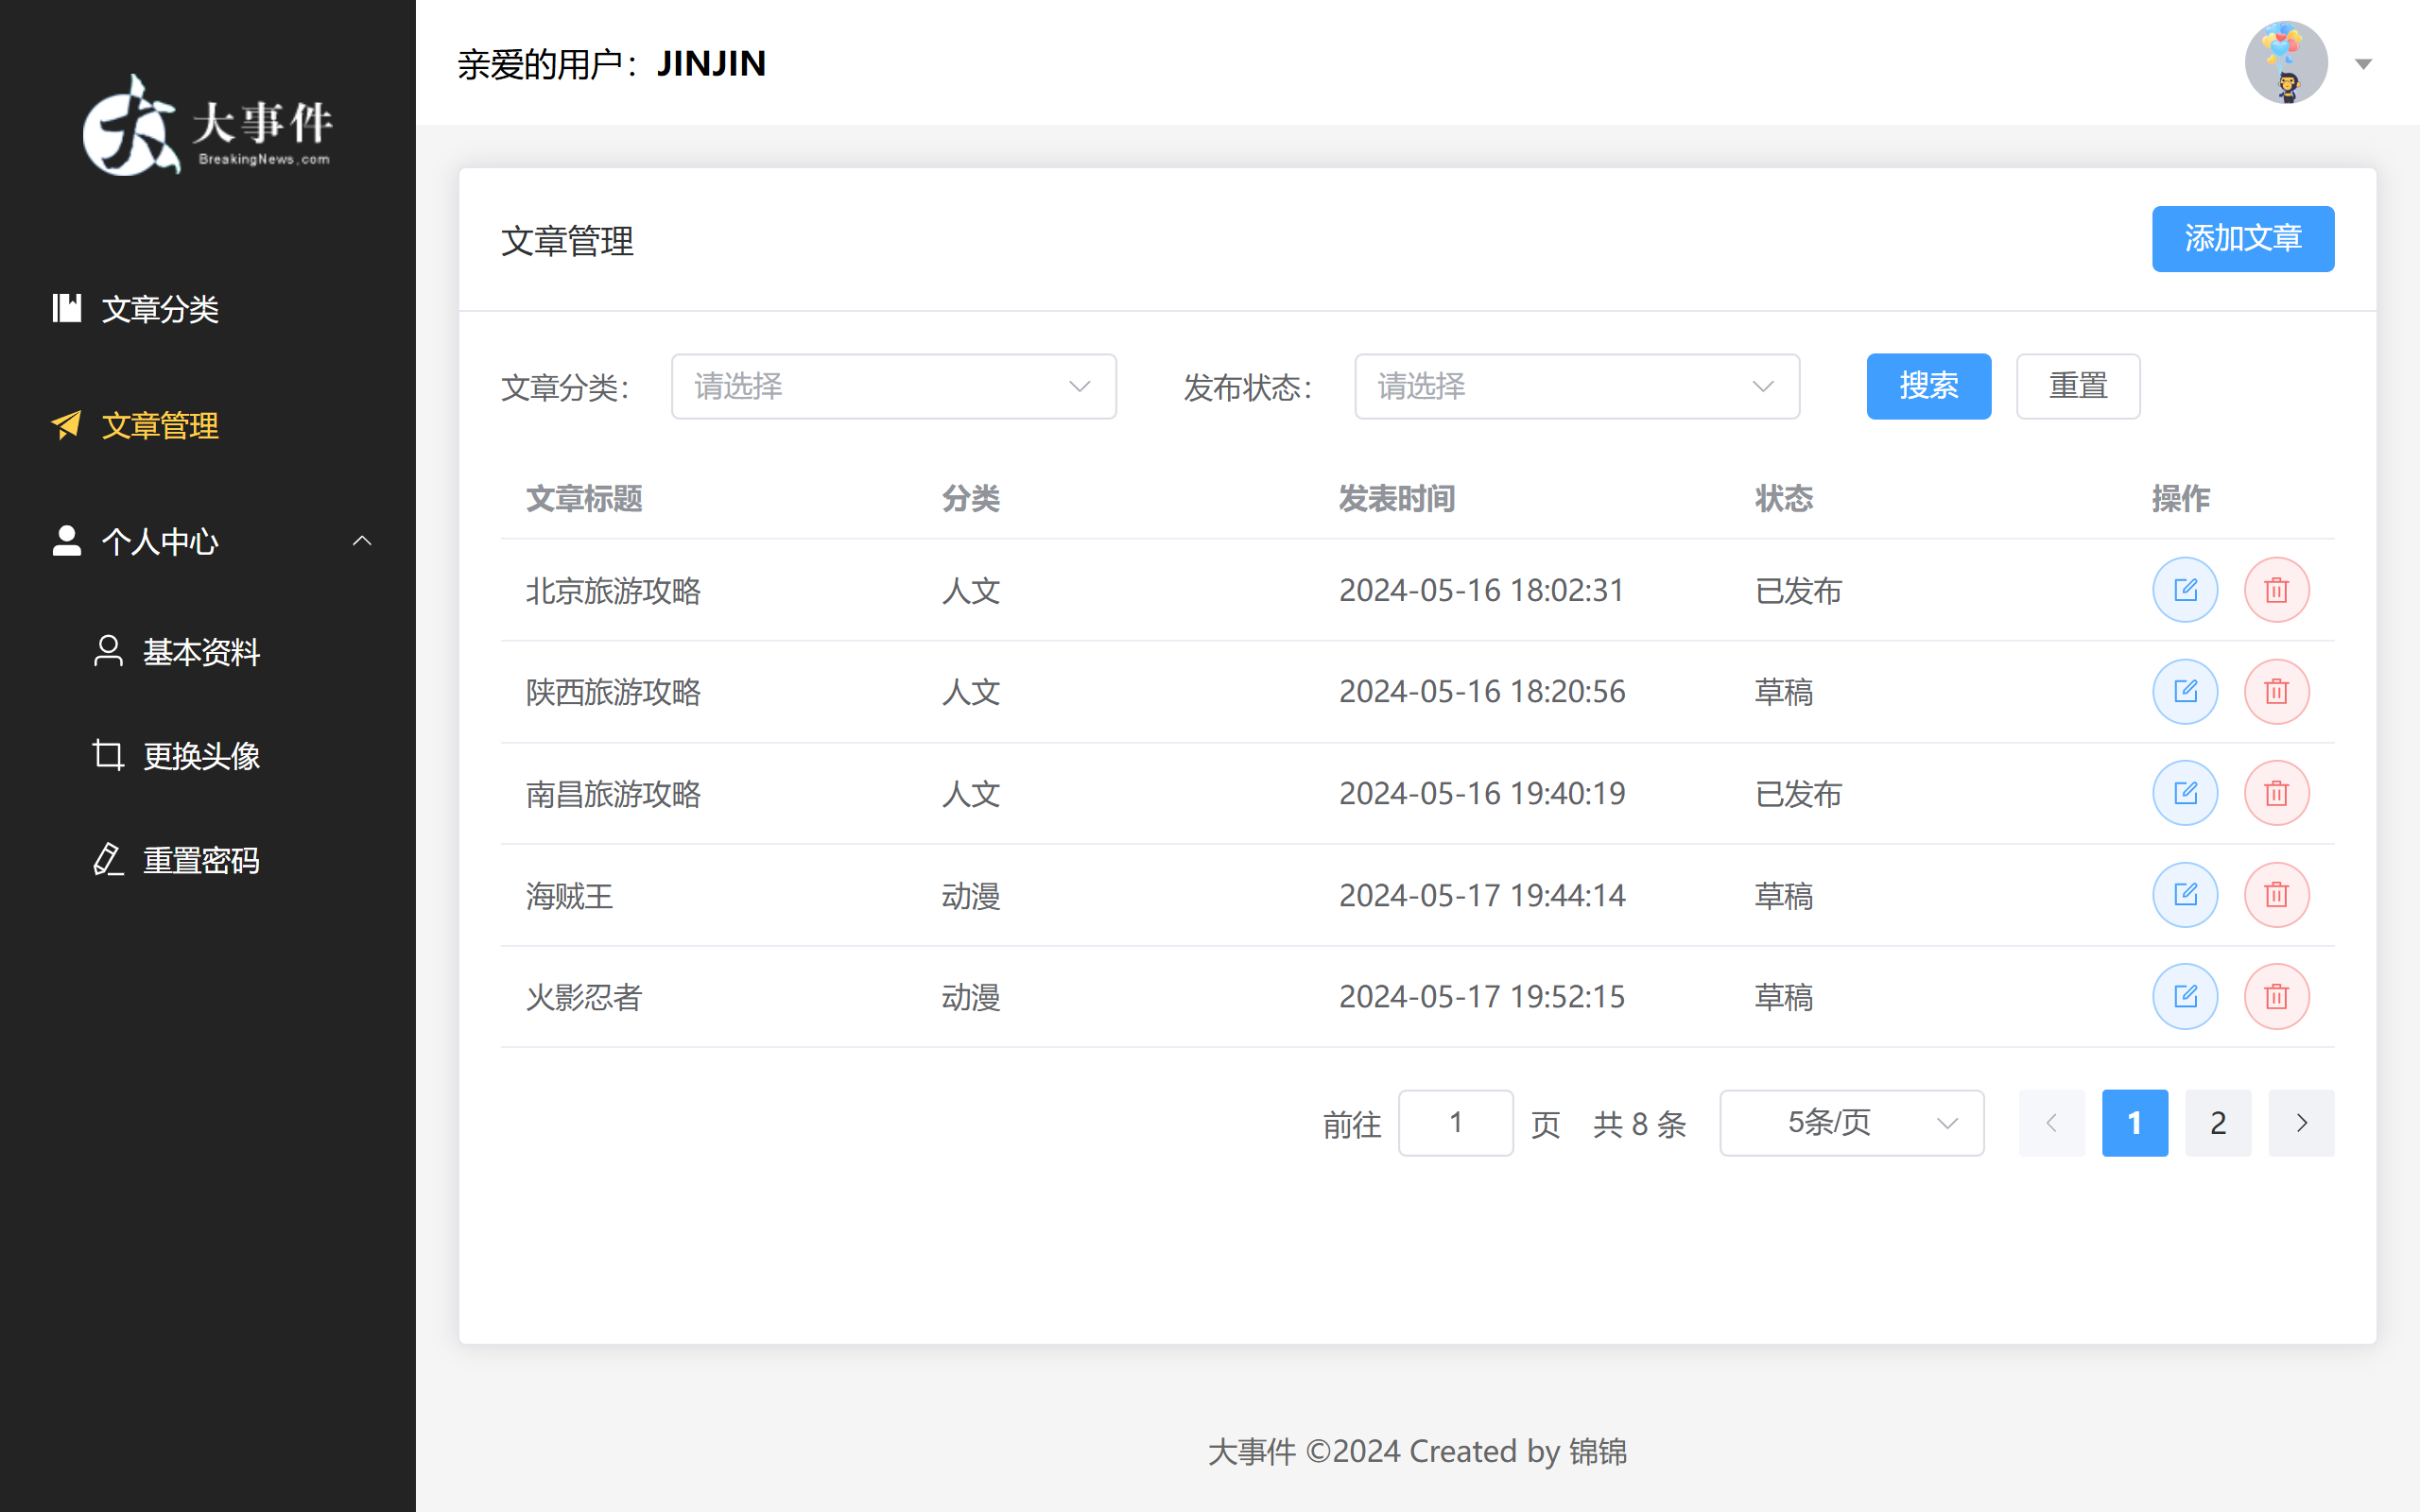 大事件
BreakingNews.com
文章分类
文章管理
个人中心
基本资料
更换头像
重置密码
亲爱的用户：JINJIN
文章管理
添加文章
文章分类： 请选择 发布状态： 请选择 搜索 重置
文章标题 分类 发表时间 状态 操作
北京旅游攻略 人文 2024-05-16 18:02:31 已发布
陕西旅游攻略 人文 2024-05-16 18:20:56 草稿
南昌旅游攻略 人文 2024-05-16 19:40:19 已发布
海贼王 动漫 2024-05-17 19:44:14 草稿
火影忍者 动漫 2024-05-17 19:52:15 草稿
前往 1 页 共 8 条 5条/页 1 2
大事件 ©2024 Created by 锦锦